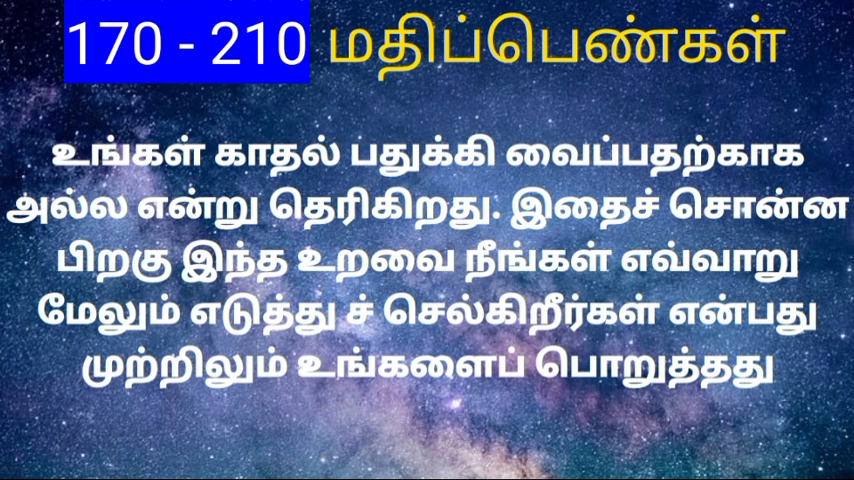 170 - 210 மதிப்பெண்கள்
உங்கள் காதல் பதுக்கி வைப்பதற்காக
அல்ல என்று தெரிகிறது. இதைச் சொன்ன
பிறகு இந்த உறவை நீங்கள் எவ்வாறு
மேலும் எடுத்து ச் செல்கிறீர்கள் என்பது
முற்றிலும் உங்களைப் பொறுத்தது